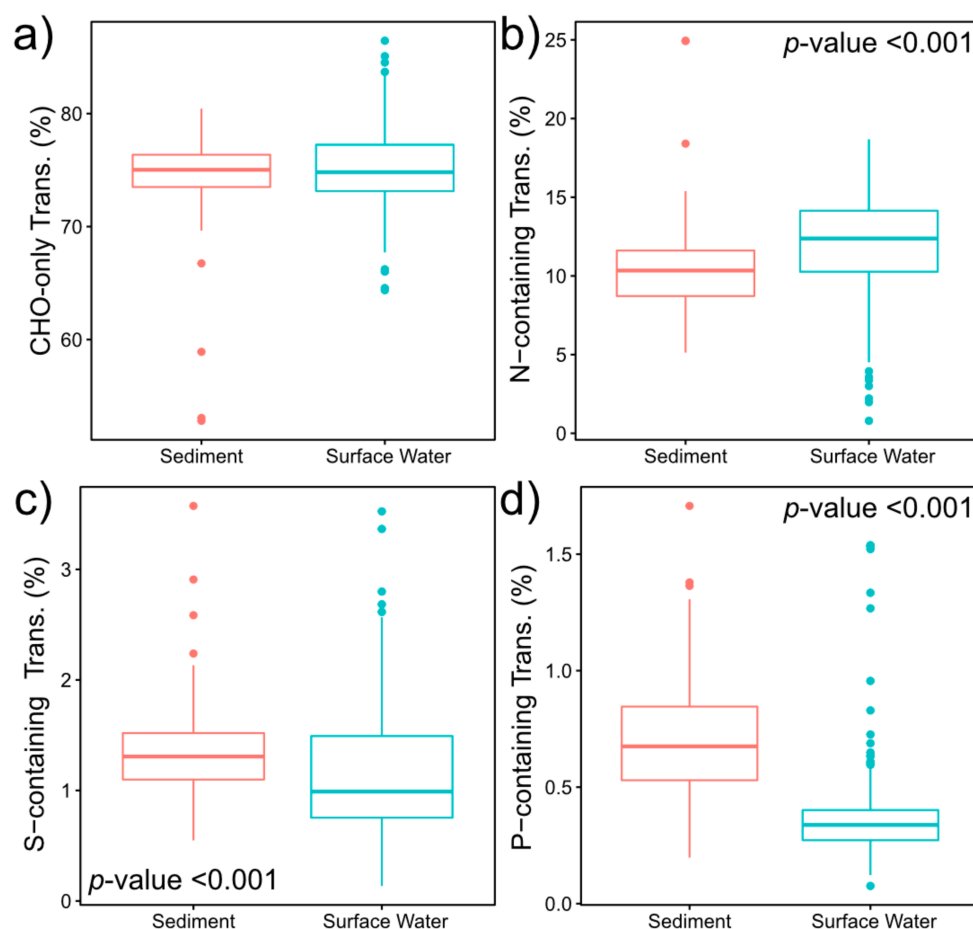 a)
CHO-only Trans. (%)
80
70
60
Sediment
Surface Water
b)
p-value <0.001
N-containing Trans. (%)
25
20
15
10
5
0
Sediment
Surface Water
c)
S-containing Trans. (%)
3
2
1
0
p-value <0.001
Sediment
Surface Water
d)
p-value <0.001
P-containing Trans. (%)
1.5
1.0
0.5
0.0
Sediment
Surface Water